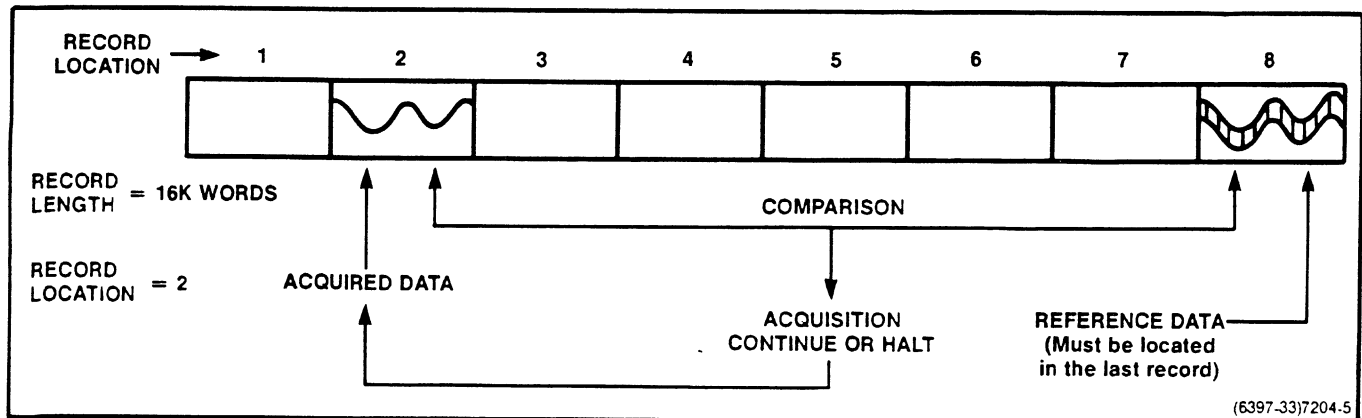 RECORD
LOCATION
1 2 3 4 5 6 7 8
RECORD
LENGTH = 16K WORDS
COMPARISON
RECORD
LOCATION = 2
ACQUIRED DATA
ACQUISITION
CONTINUE OR HALT
REFERENCE DATA
(Must be located
in the last record)
(6397-33)7204-5